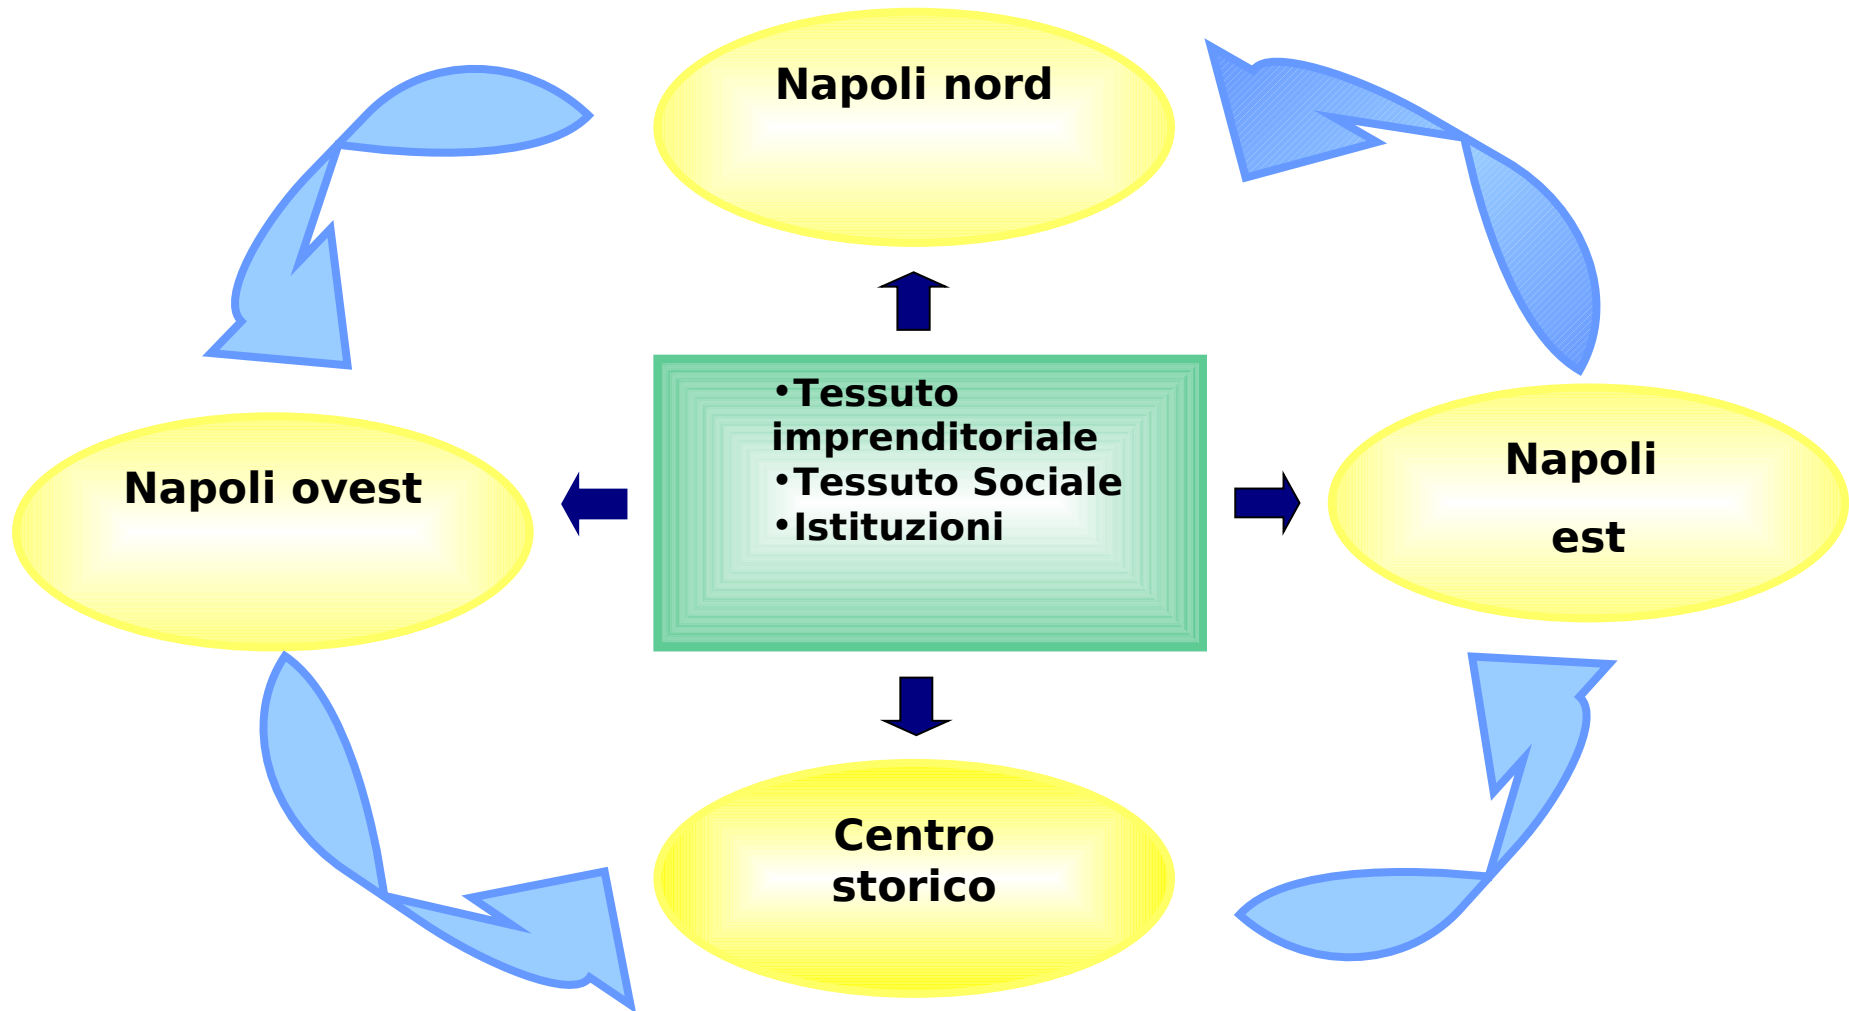 Napoli nord
•Tessuto
imprenditoriale
•Tessuto Sociale
•Istituzioni
Napoli ovest
Napoli
est
Centro
storico